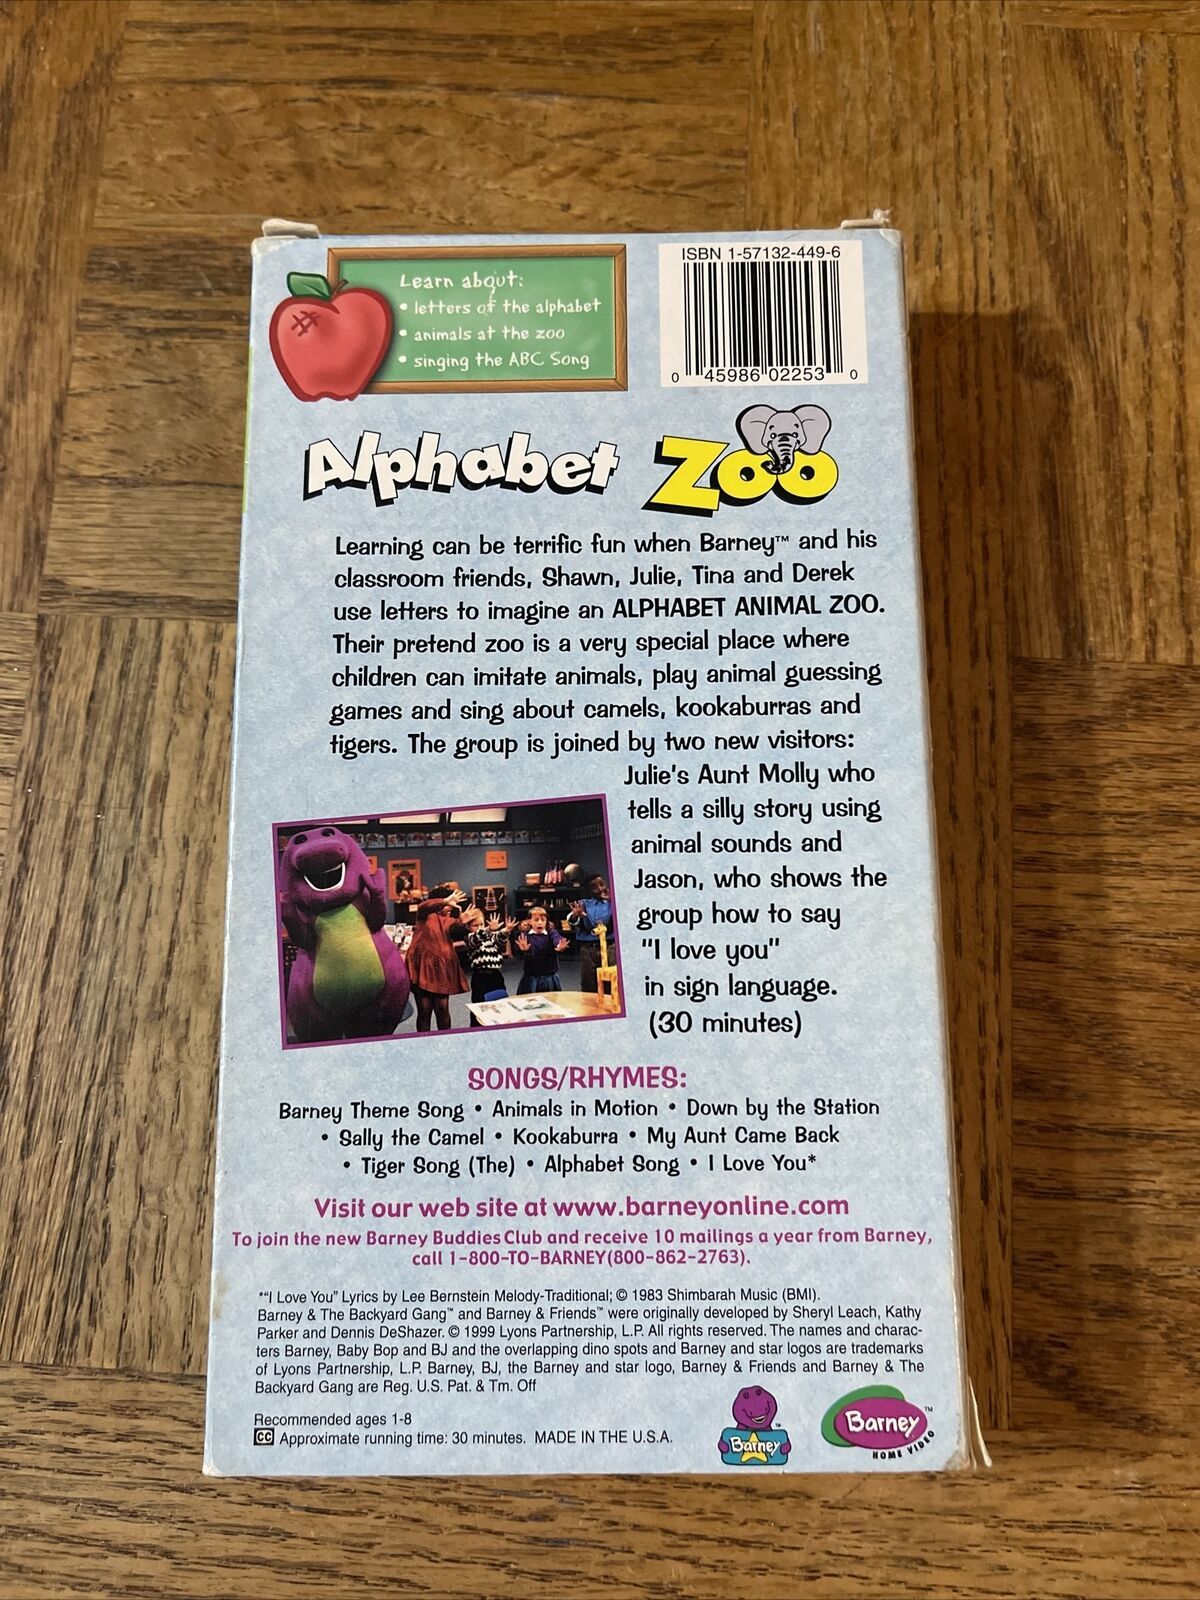 Learn about:
• letters of the alphabet
• animals at the zoo
• singing the ABC Song
ISBN 1-57132-449-6
0 45986 02253 0
Alphabet Zoo
Learning can be terrific fun when Barney™ and his
classroom friends, Shawn, Julie, Tina and Derek
use letters to imagine an ALPHABET ANIMAL ZOO.
Their pretend zoo is a very special place where
children can imitate animals, play animal guessing
games and sing about camels, kookaburras and
tigers. The group is joined by two new visitors:
Julie's Aunt Molly who
tells a silly story using
animal sounds and
Jason, who shows the
group how to say
"I love you"
in sign language.
(30 minutes)
SONGS/RHYMES:
Barney Theme Song • Animals in Motion • Down by the Station
• Sally the Camel • Kookaburra • My Aunt Came Back
• Tiger Song (The) • Alphabet Song • I Love You*
Visit our web site at www.barneyonline.com
To join the new Barney Buddies Club and receive 10 mailings a year from Barney,
call 1-800-TO-BARNEY(800-862-2763).
*"I Love You" Lyrics by Lee Bernstein Melody-Traditional; © 1983 Shimbarah Music (BMI).
Barney & The Backyard Gang™ and Barney & Friends™ were originally developed by Sheryl Leach, Kathy
Parker and Dennis DeShazer. © 1999 Lyons Partnership, L.P. All rights reserved. The names and charac-
ters Barney, Baby Bop and BJ and the overlapping dino spots and Barney and star logos are trademarks
of Lyons Partnership, L.P. Barney, BJ, the Barney and star logo, Barney & Friends and Barney & The
Backyard Gang are Reg. U.S. Pat. & Tm. Off
Recommended ages 1-8
CC Approximate running time: 30 minutes. MADE IN THE U.S.A.
Barney™
Barney™
HOME VIDEO